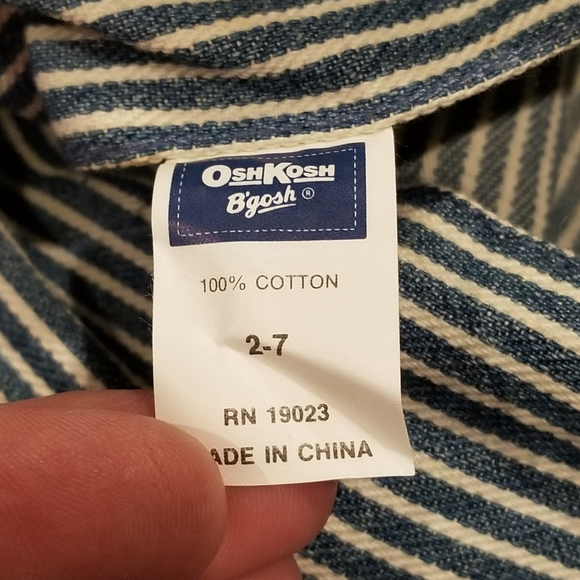 OSHKOSH
B'gosh ®
100% COTTON
2-7
RN 19023
ADE IN CHINA